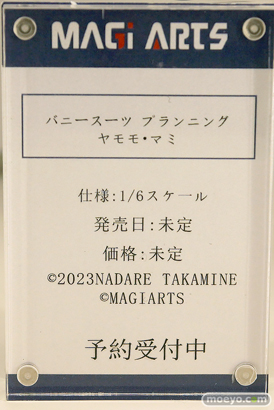 MAGi ARTS
バニースーツ プランニング
ヤモモ・マミ
仕様:1/6スケール
発売日:未定
価格:未定
©2023NADARE TAKAMINE
©MAGIARTS
予約受付中
moeyo.com